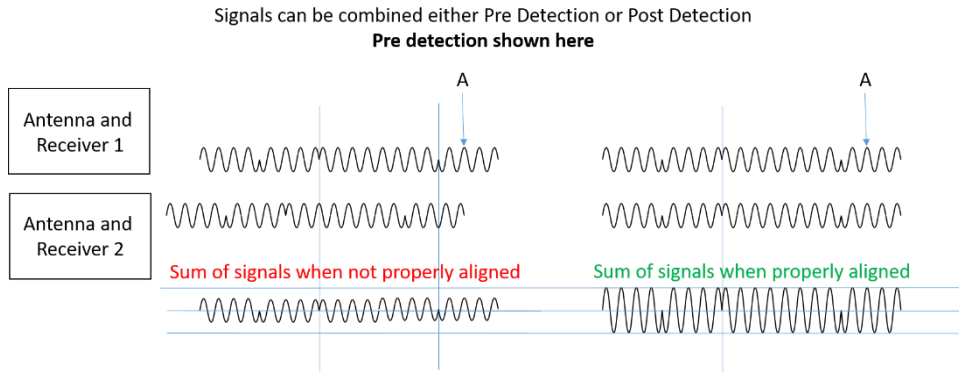 Signals can be combined either Pre Detection or Post Detection
Pre detection shown here
A
A
Antenna and
Receiver 1
Antenna and
Receiver 2
Sum of signals when not properly aligned
Sum of signals when properly aligned